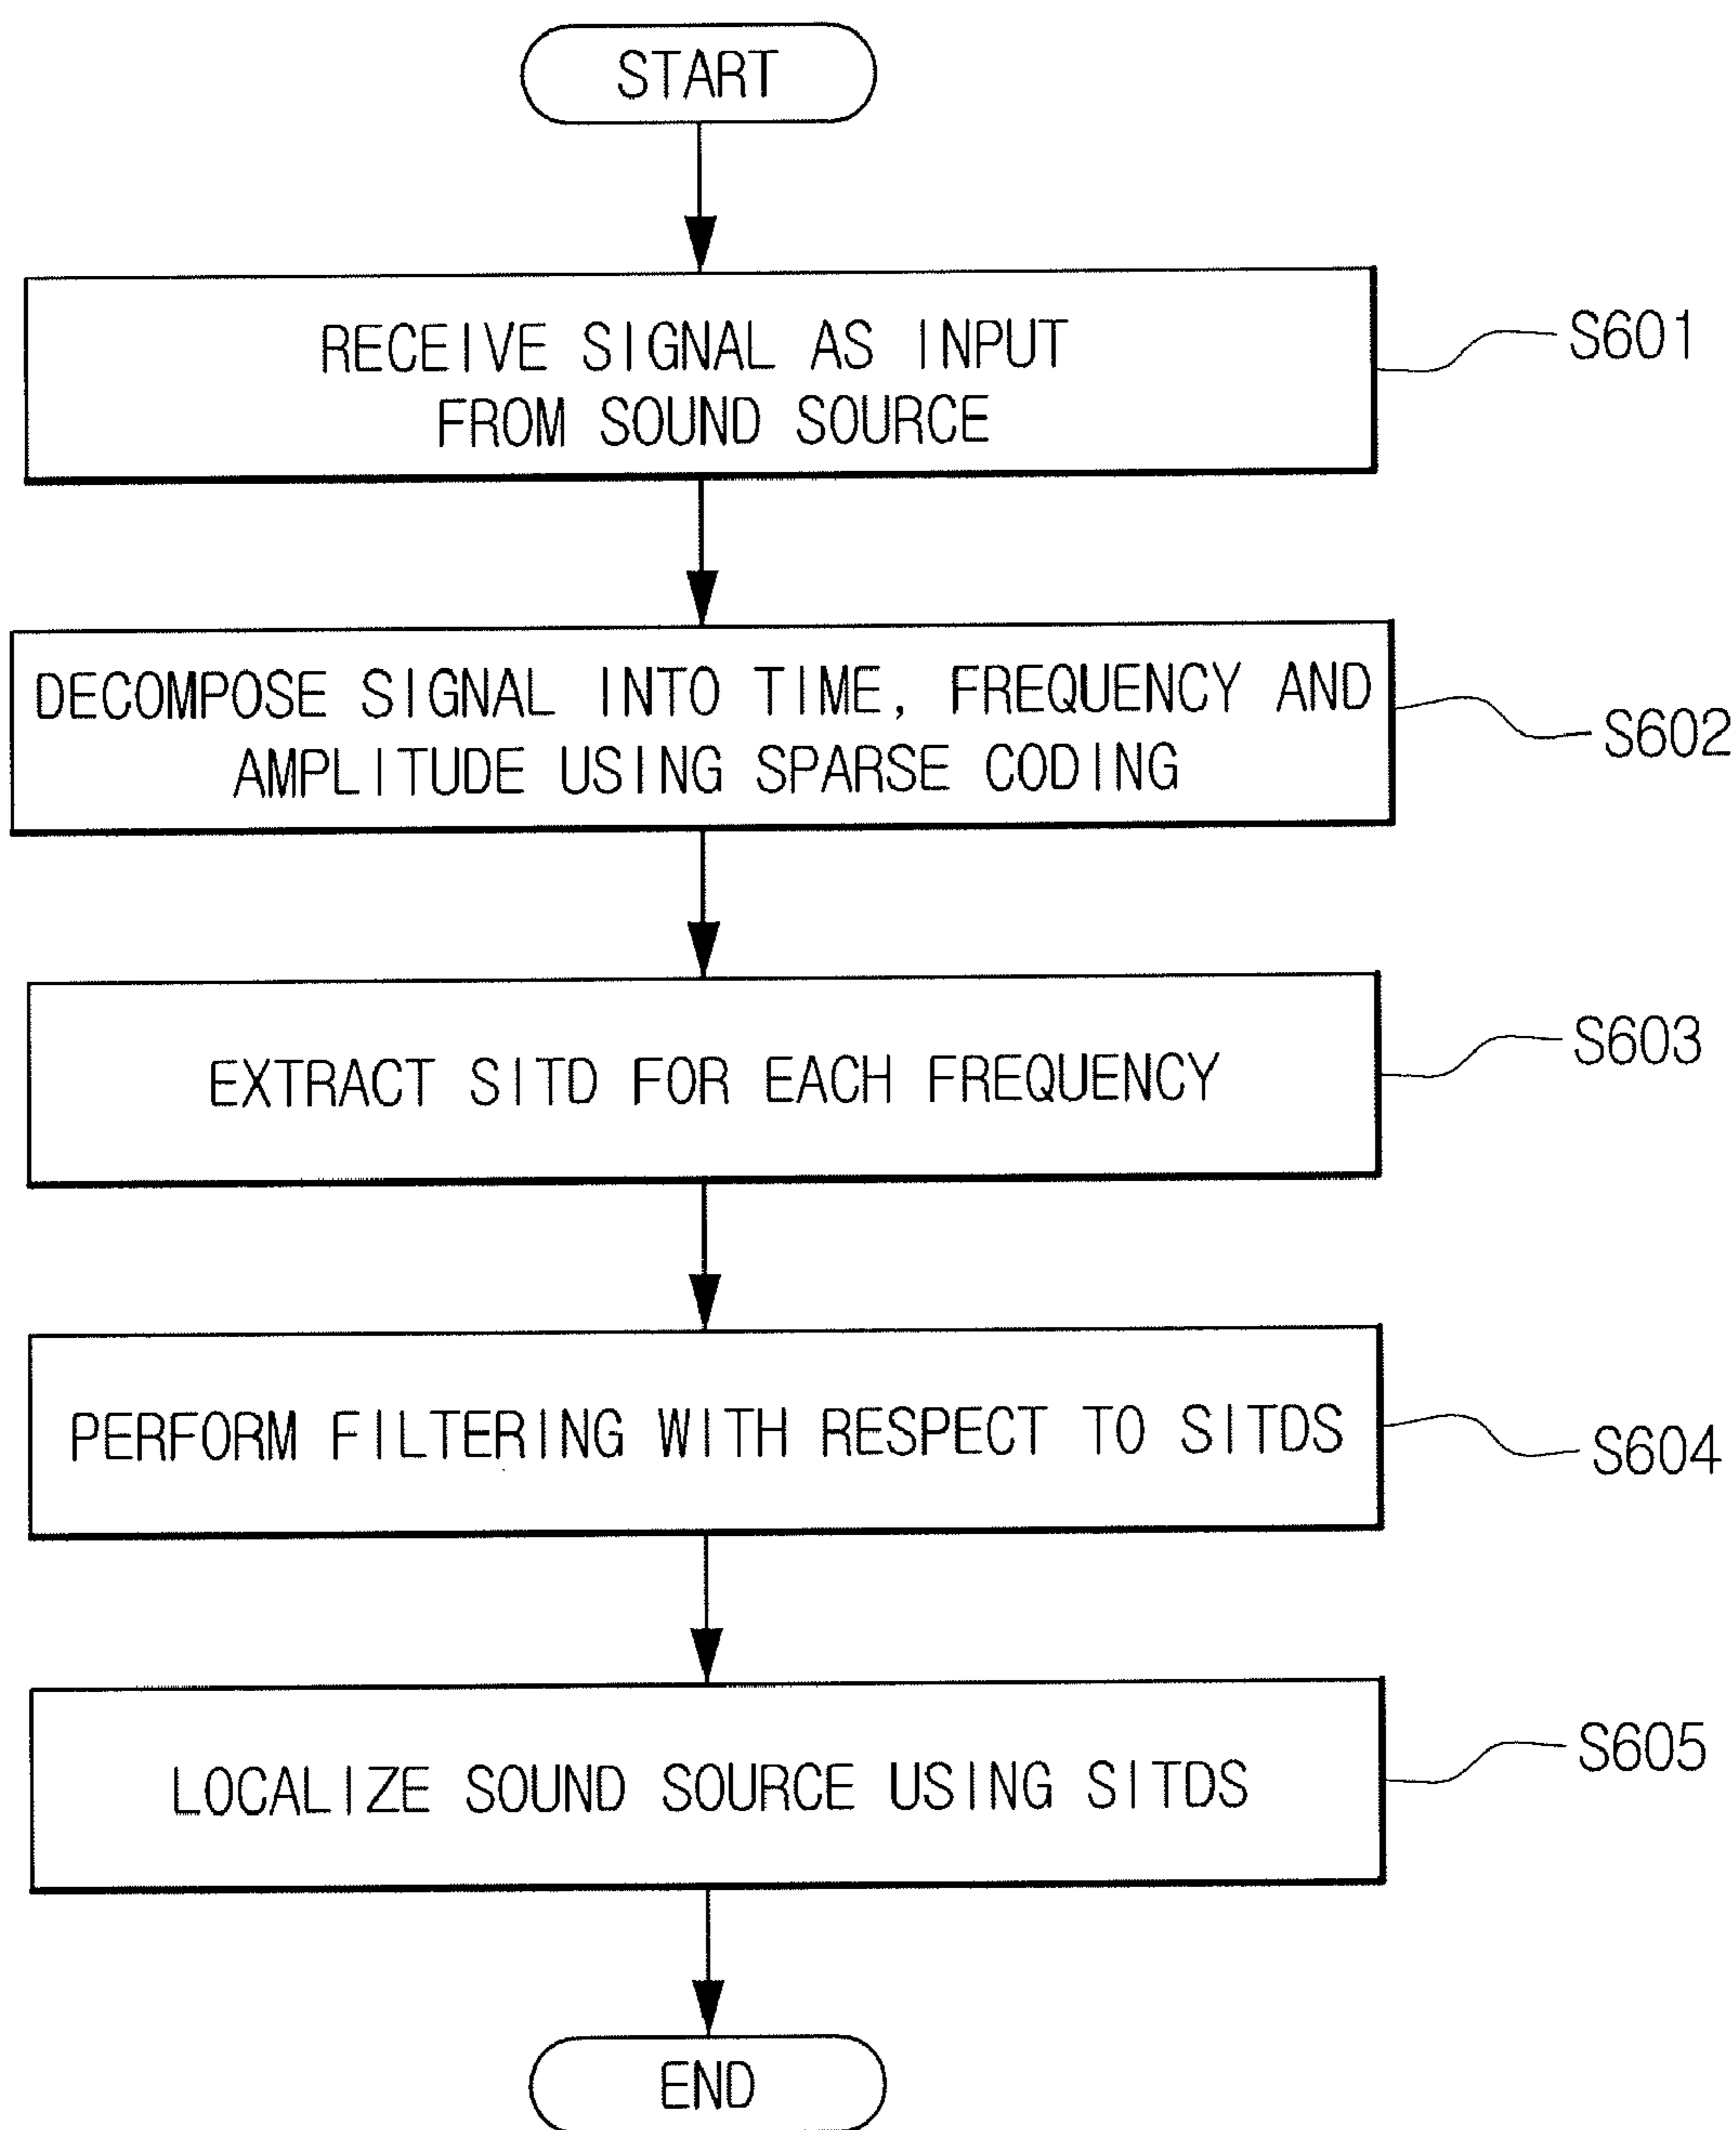 START
RECEIVE SIGNAL AS INPUT
FROM SOUND SOURCE
S601
DECOMPOSE SIGNAL INTO TIME, FREQUENCY AND
AMPLITUDE USING SPARSE CODING
S602
EXTRACT SITD FOR EACH FREQUENCY
S603
PERFORM FILTERING WITH RESPECT TO SITDS
S604
LOCALIZE SOUND SOURCE USING SITDS
S605
END